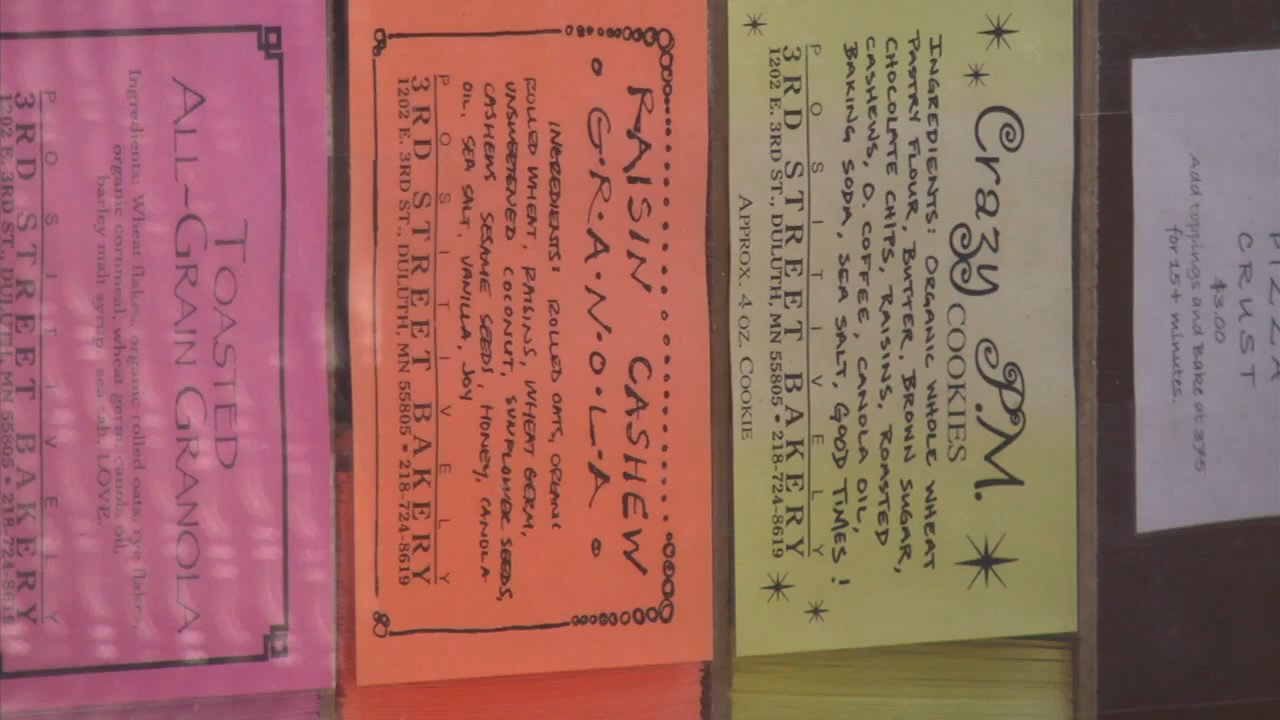 PIZZA
CRUST
$3.00
Add toppings and Bake at 375
for 15+ minutes.
Crazy P.M.
COOKIES
INGREDIENTS: ORGANIC WHOLE WHEAT
PASTRY FLOUR, BUTTER, BROWN SUGAR,
CHOCOLATE CHIPS, RAISINS, ROASTED
CASHEWS, O. COFFEE, CANOLA OIL,
BAKING SODA, SEA SALT, GOOD TIMES!
POSITIVELY
3RD STREET BAKERY
1202 E. 3RD ST., DULUTH, MN 55805 • 218-724-8619
APPROX. 4 OZ. COOKIE
RAISIN CASHEW
G•R•A•N•O•L•A
INGREDIENTS: ROLLED OATS, ORGANIC
ROLLED WHEAT, RAISINS, WHEAT GERM,
UNSWEETENED COCONUT, SUNFLOWER SEEDS,
CASHEWS SESAME SEEDS, HONEY, CANOLA
OIL, SEA SALT, VANILLA, JOY
POSITIVELY
3RD STREET BAKERY
1202 E. 3RD ST., DULUTH, MN 55805 • 218-724-8619
TOASTED
ALL-GRAIN GRANOLA
Ingredients: Wheat flakes, organic rolled oats, rye flakes,
organic cornmeal, wheat germ, canola oil,
barley malt syrup, sea salt, LOVE.
POSITIVELY
3RD STREET BAKERY
1202 E. 3RD ST., DULUTH, MN 55805 • 218-724-8619